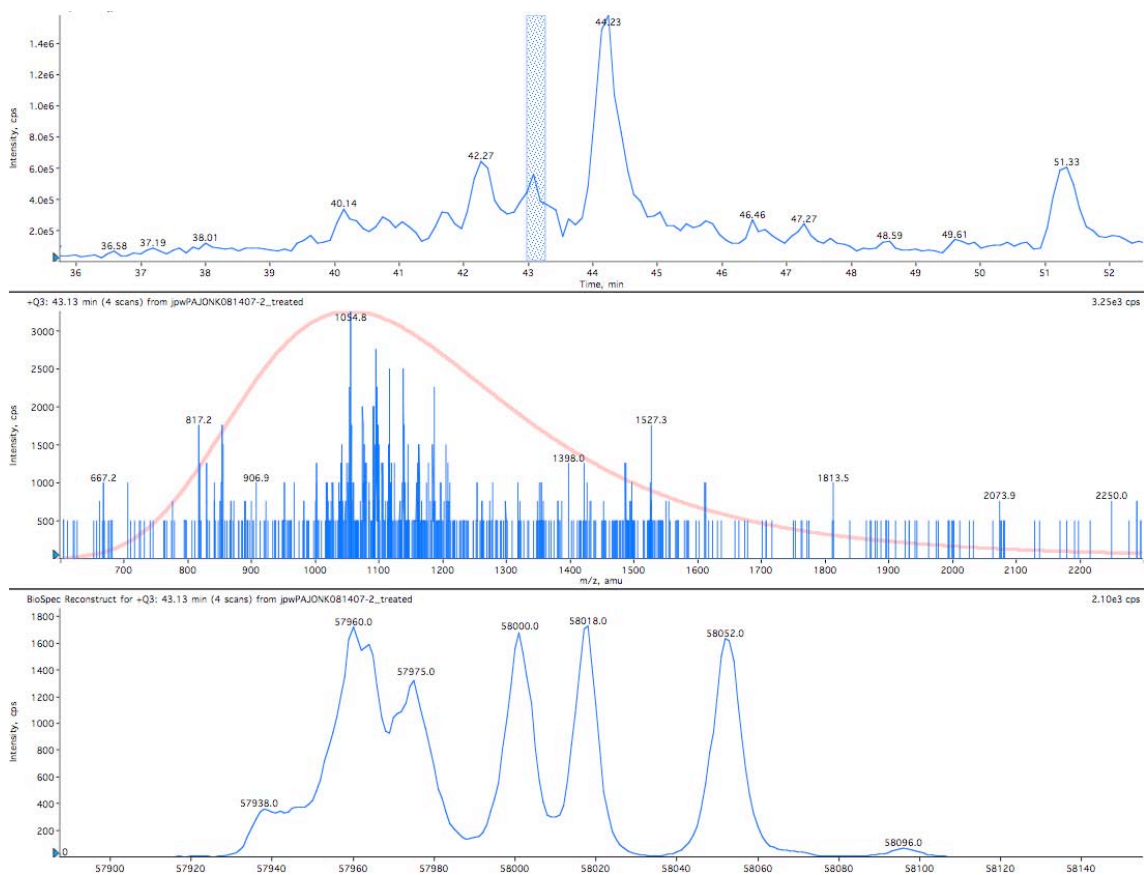 44.23
1.4e6
1.2e6
1.0e6
8.0e5
6.0e5
4.0e5
2.0e5
Intensity, cps
42.27
51.33
40.14
36.58
37.19
38.01
46.46
47.27
48.59
49.61
36 37 38 39 40 41 42 43 44 45 46 47 48 49 50 51 52
Time, min
+Q3: 43.13 min (4 scans) from jpwPAJONK081407-2_treated 3.25e3 cps
1054.8
3000
2500
2000
1500
1000
500
Intensity, cps
817.2
1527.3
667.2
906.9
1398.0
1813.5
2073.9
2250.0
700 800 900 1000 1100 1200 1300 1400 1500 1600 1700 1800 1900 2000 2100 2200
m/z, amu
BioSpec Reconstruct for +Q3: 43.13 min (4 scans) from jpwPAJONK081407-2_treated 2.10e3 cps
1800
1600
1400
1200
1000
800
600
400
200
0
Intensity, cps
57960.0
58000.0
58018.0
58052.0
57975.0
57938.0
58096.0
57900 57920 57940 57960 57980 58000 58020 58040 58060 58080 58100 58120 58140